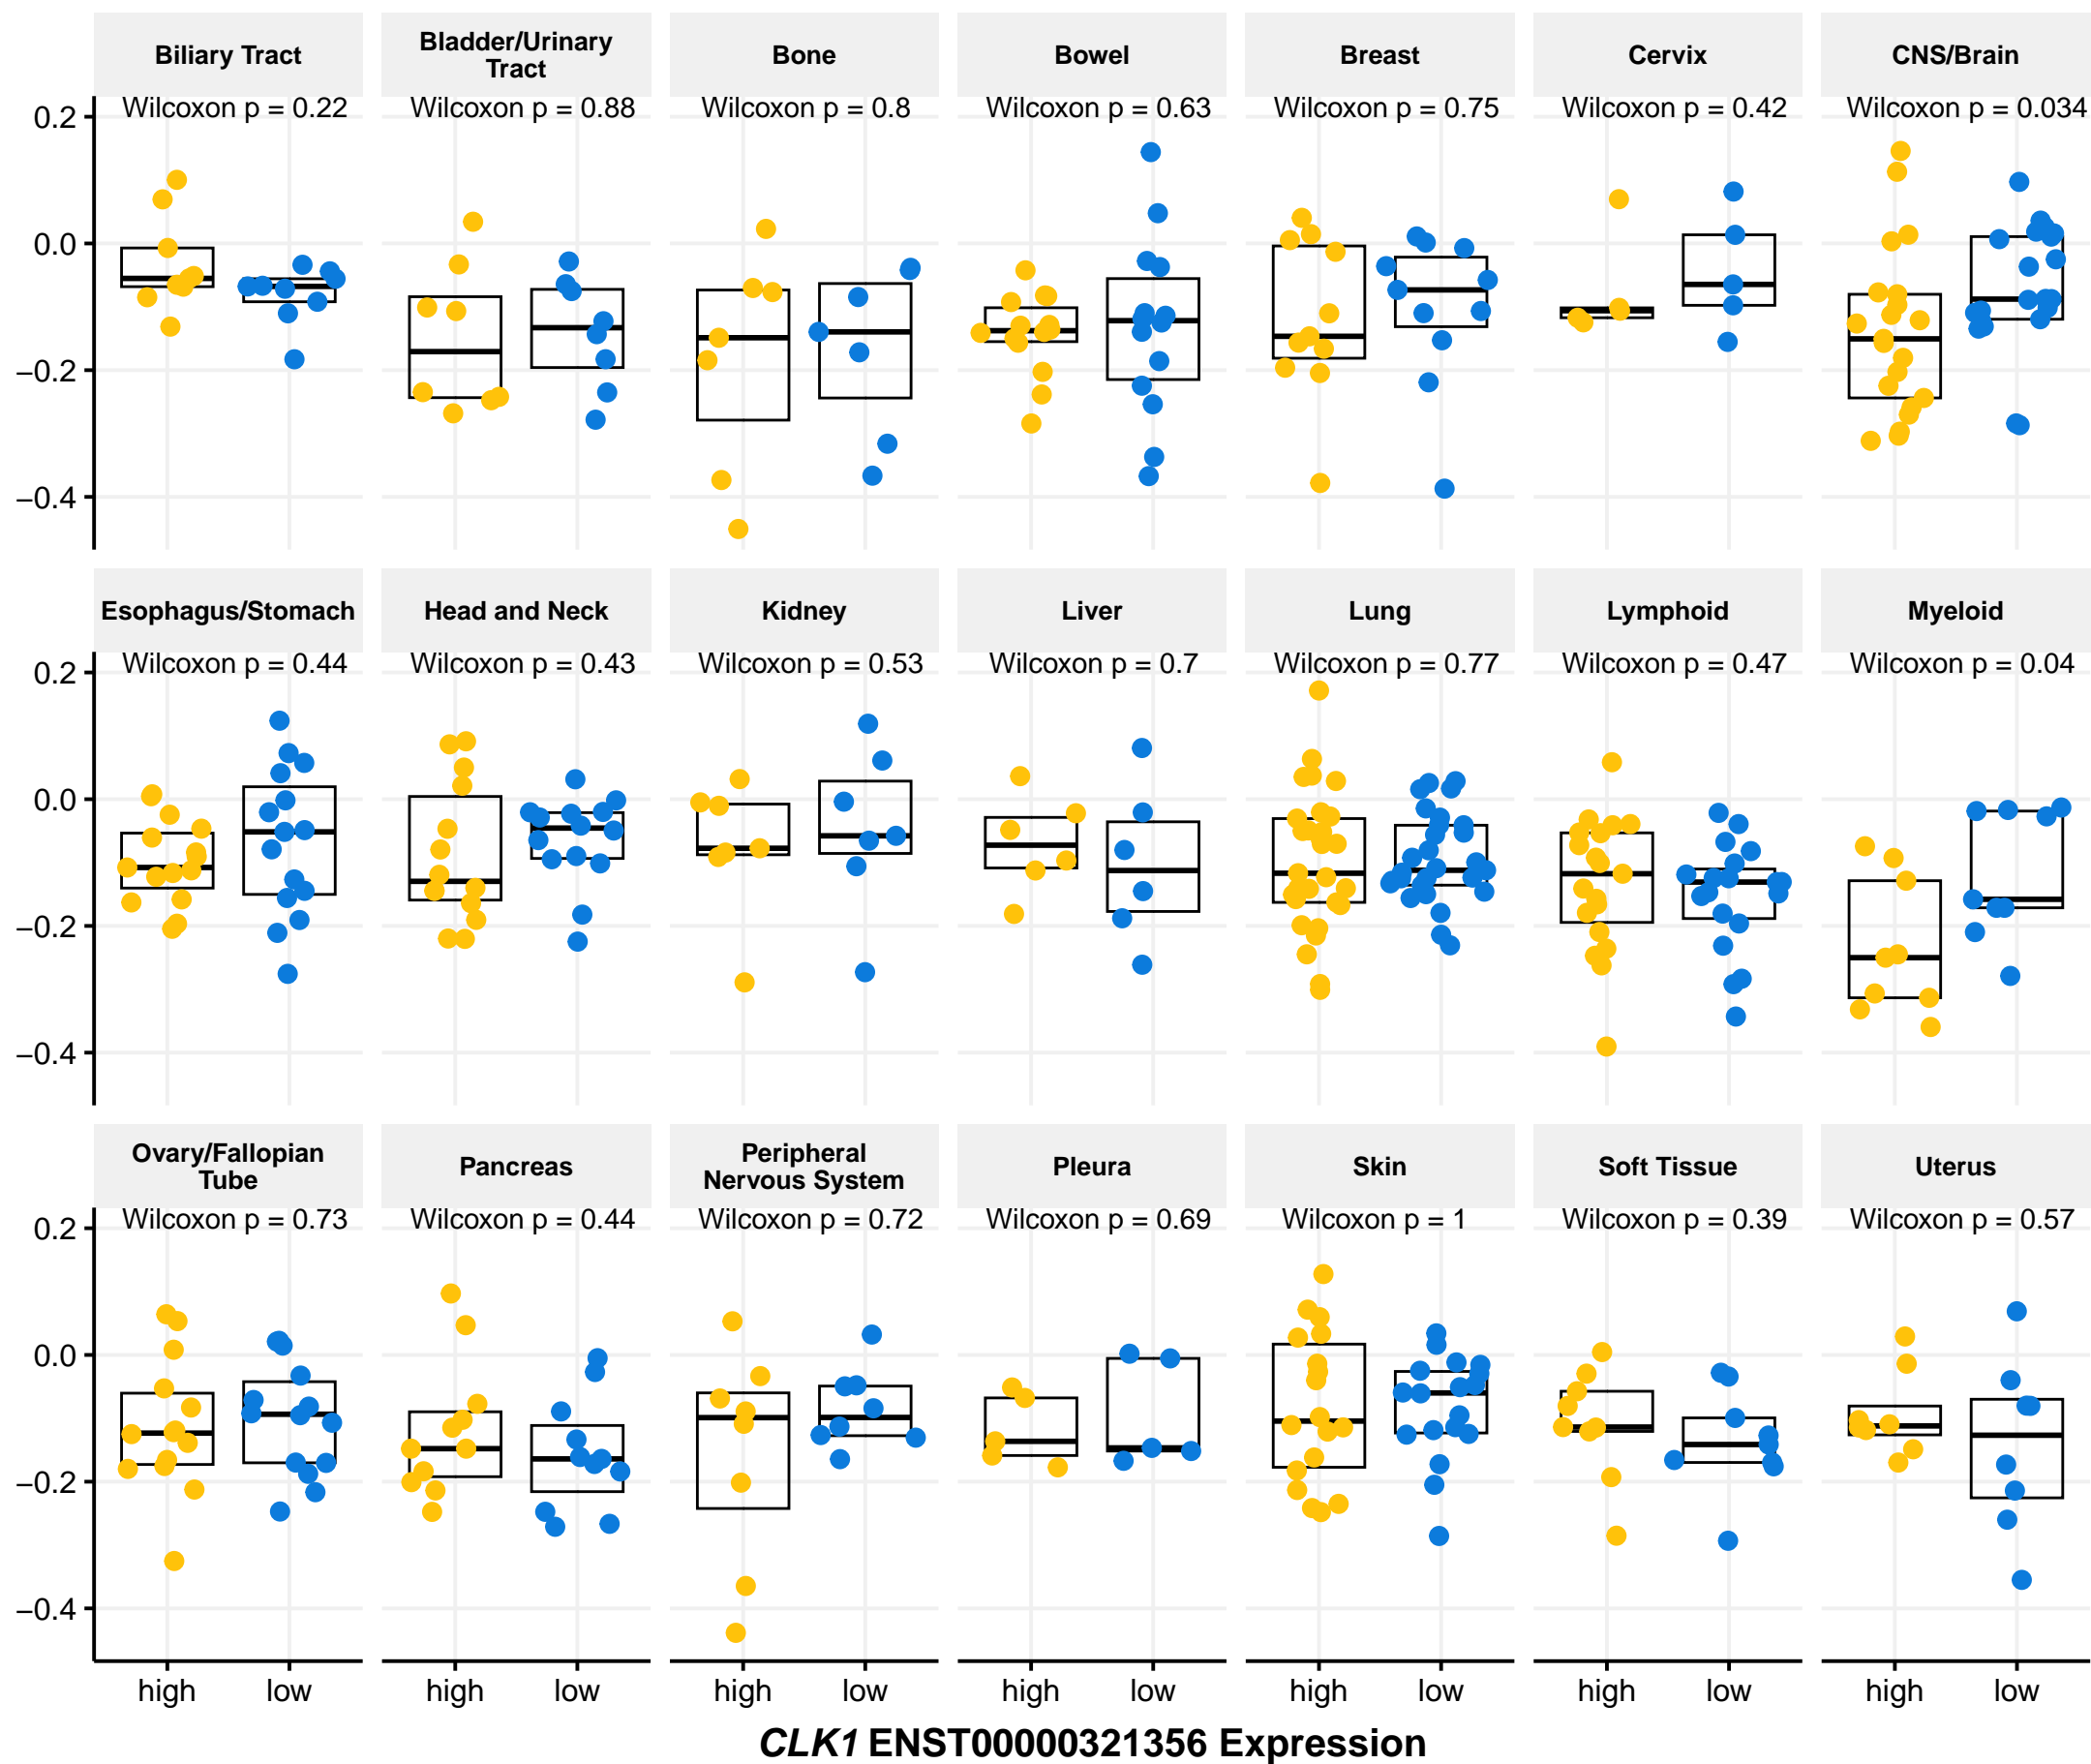 Biliary Tract
Bladder/Urinary
Tract
Bone
Bowel
Breast
Cervix
CNS/Brain
Wilcoxon p = 0.22
Wilcoxon p = 0.88
Wilcoxon p = 0.8
Wilcoxon p = 0.63
Wilcoxon p = 0.75
Wilcoxon p = 0.42
Wilcoxon p = 0.034
0.2
0.0
−0.2
−0.4
Esophagus/Stomach
Head and Neck
Kidney
Liver
Lung
Lymphoid
Myeloid
Wilcoxon p = 0.44
Wilcoxon p = 0.43
Wilcoxon p = 0.53
Wilcoxon p = 0.7
Wilcoxon p = 0.77
Wilcoxon p = 0.47
Wilcoxon p = 0.04
0.2
0.0
−0.2
−0.4
Ovary/Fallopian
Tube
Pancreas
Peripheral
Nervous System
Pleura
Skin
Soft Tissue
Uterus
Wilcoxon p = 0.73
Wilcoxon p = 0.44
Wilcoxon p = 0.72
Wilcoxon p = 0.69
Wilcoxon p = 1
Wilcoxon p = 0.39
Wilcoxon p = 0.57
0.2
0.0
−0.2
−0.4
high low high low high low high low high low high low high low
CLK1 ENST00000321356 Expression